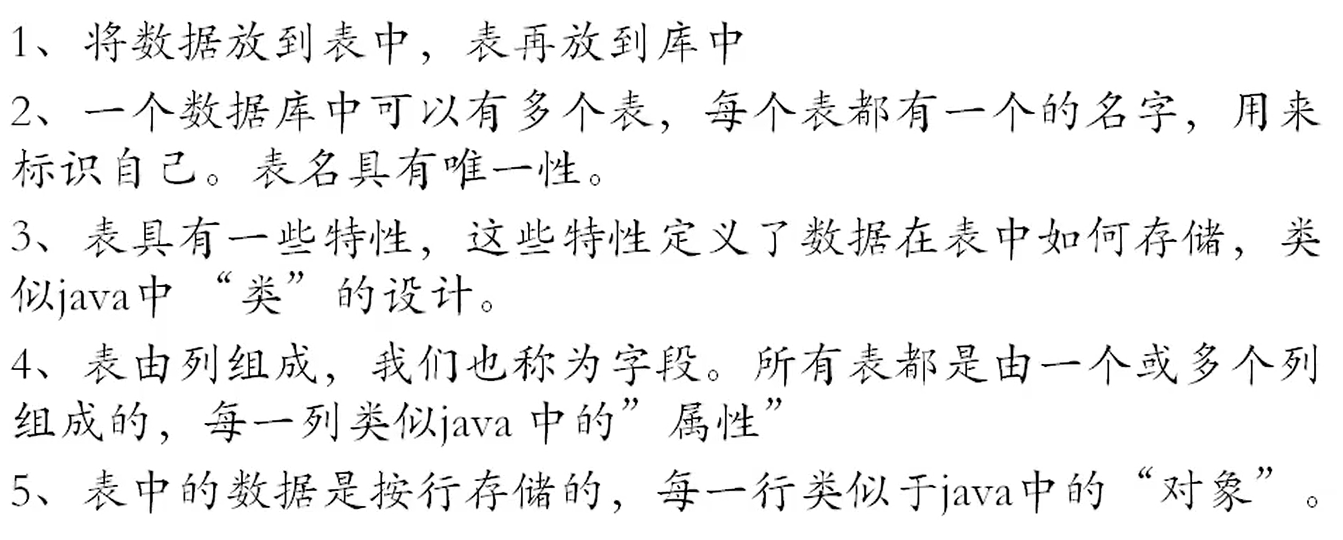 1、将数据放到表中，表再放到库中
2、一个数据库中可以有多个表，每个表都有一个的名字，用来
标识自己。表名具有唯一性。
3、表具有一些特性，这些特性定义了数据在表中如何存储，类
似java中 “类” 的设计。
4、表由列组成，我们也称为字段。所有表都是由一个或多个列
组成的，每一列类似java 中的”属性”
5、表中的数据是按行存储的，每一行类似于java中的“对象”。